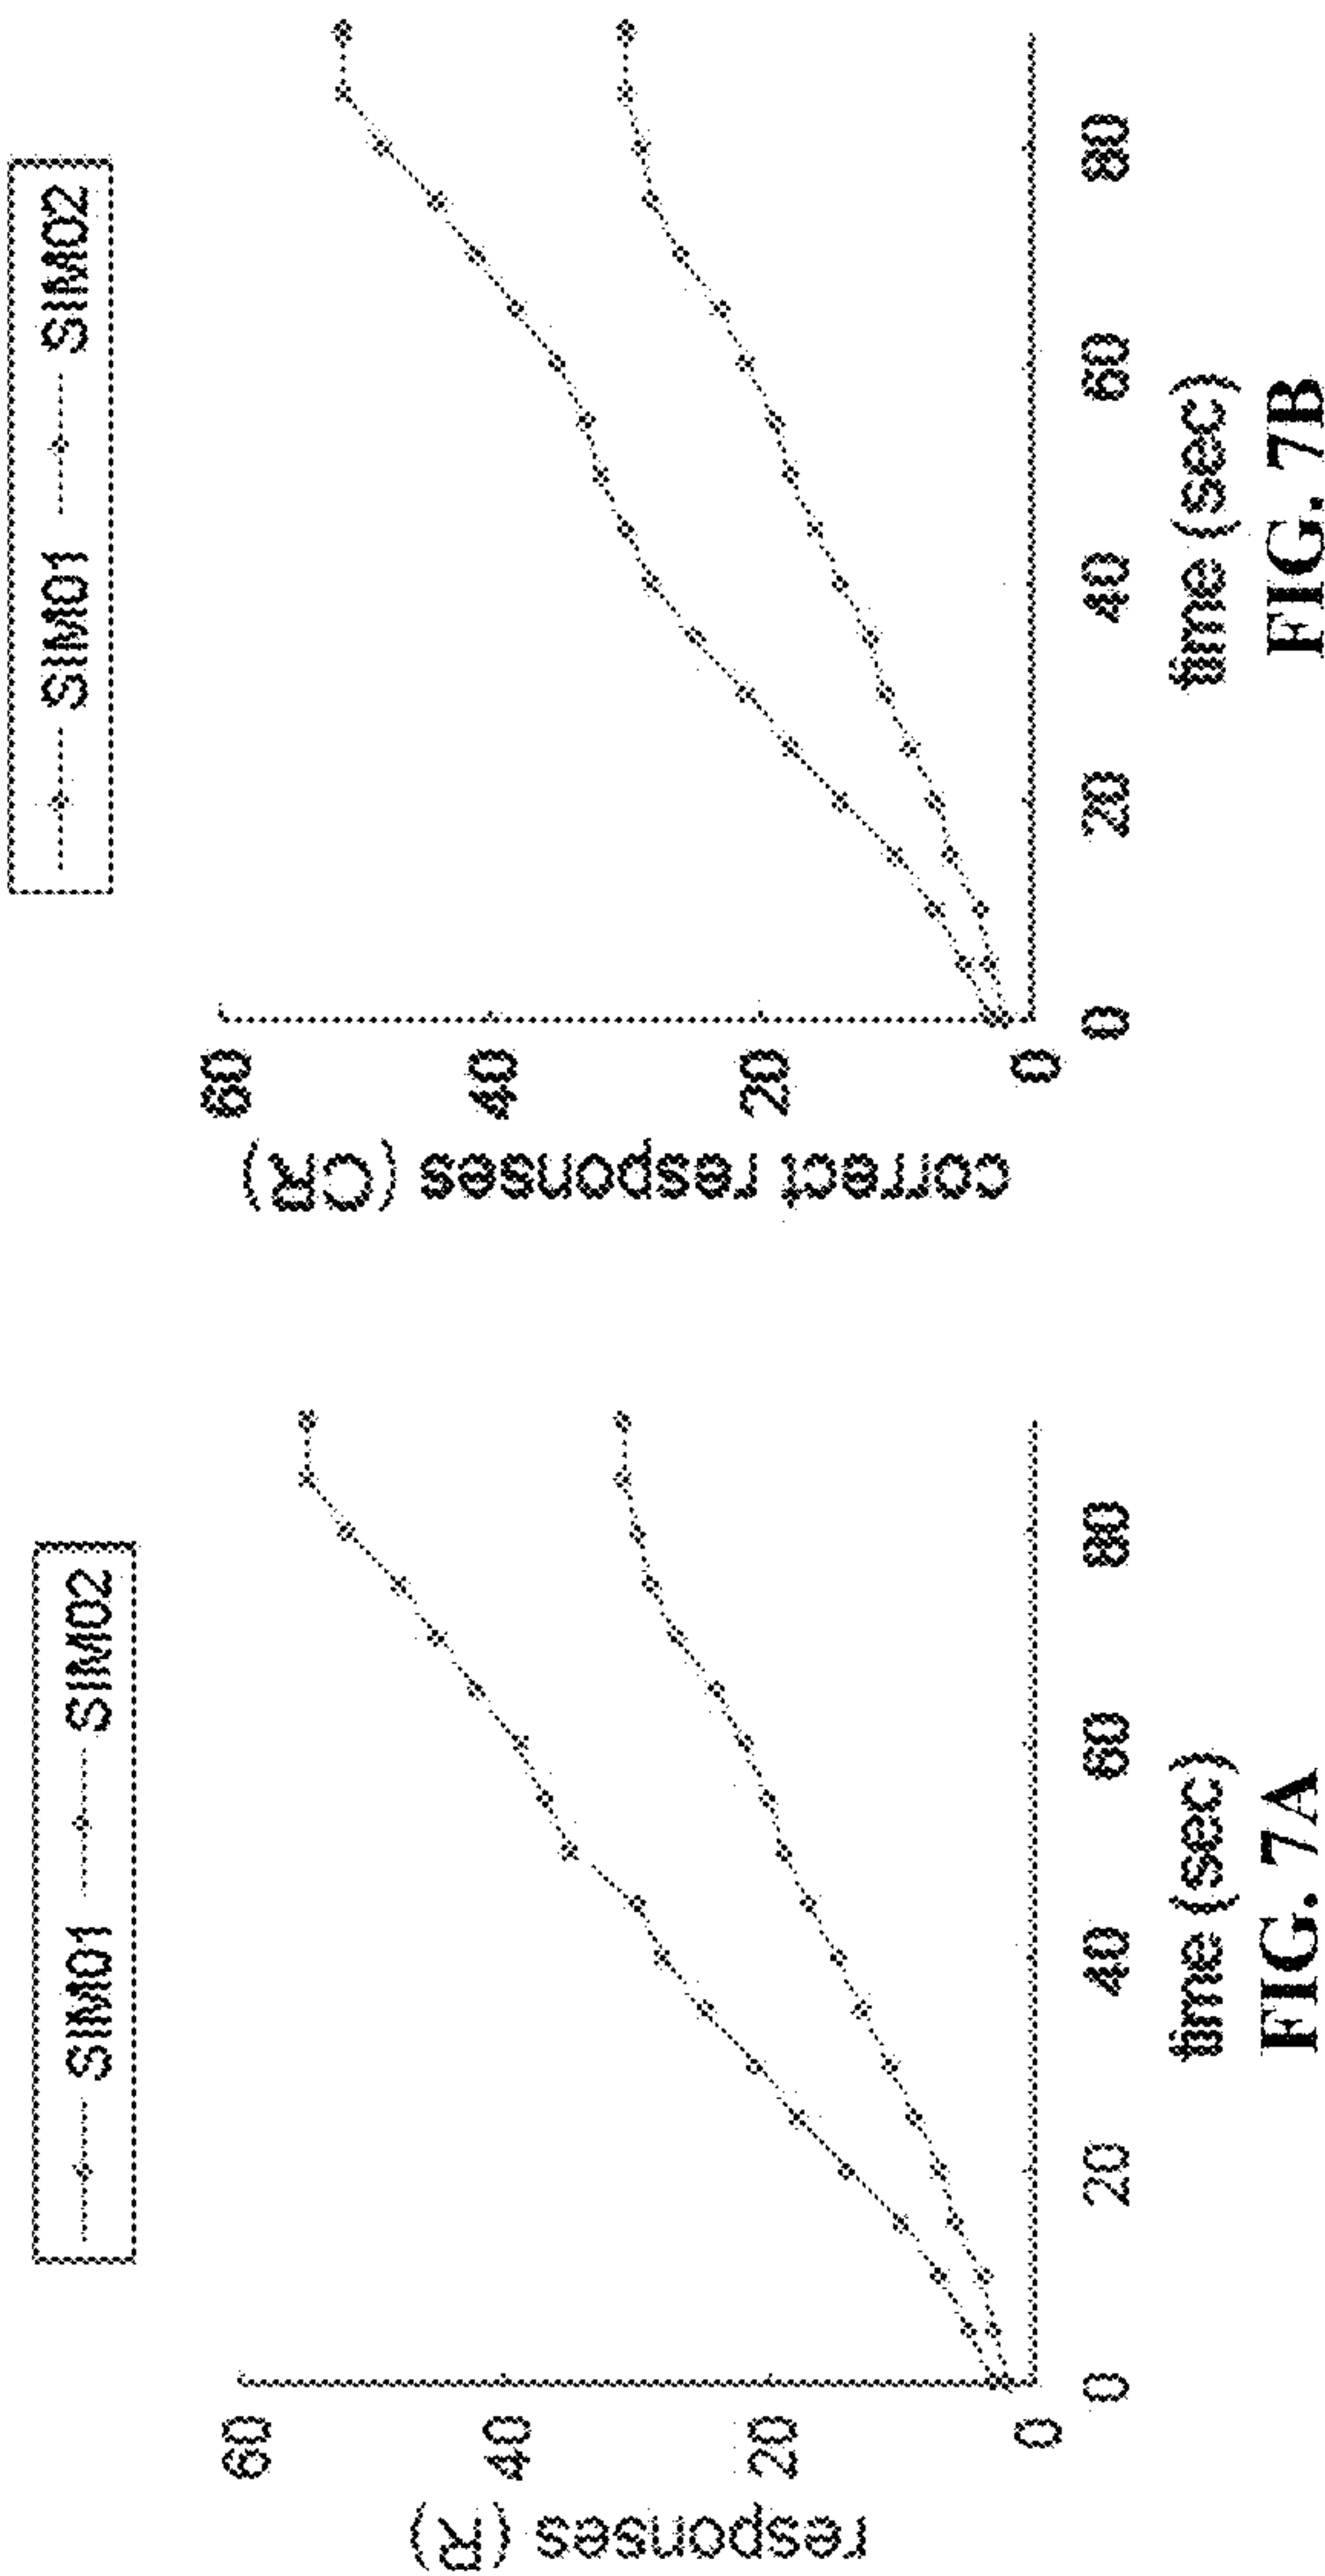 SIM01 SIM02
responses (R)
60
40
20
0
0 20 40 60 80
time (sec)
FIG. 7A
SIM01 SIM02
correct responses (CR)
60
40
20
0
0 20 40 60 80
time (sec)
FIG. 7B